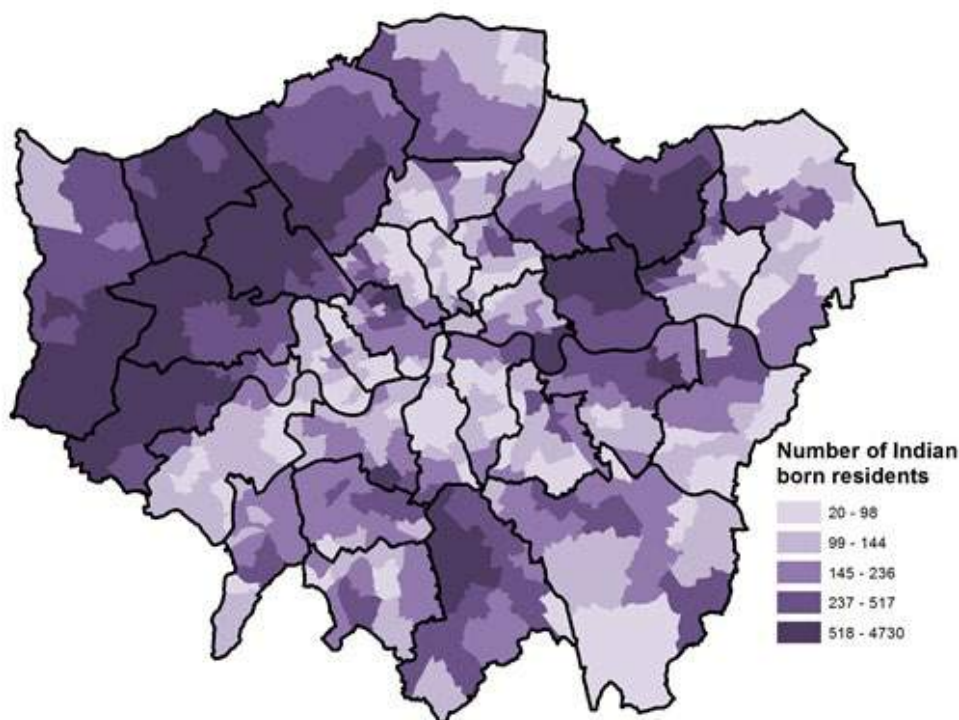 Number of Indian
born residents
20 - 98
99 - 144
145 - 236
237 - 517
518 - 4730